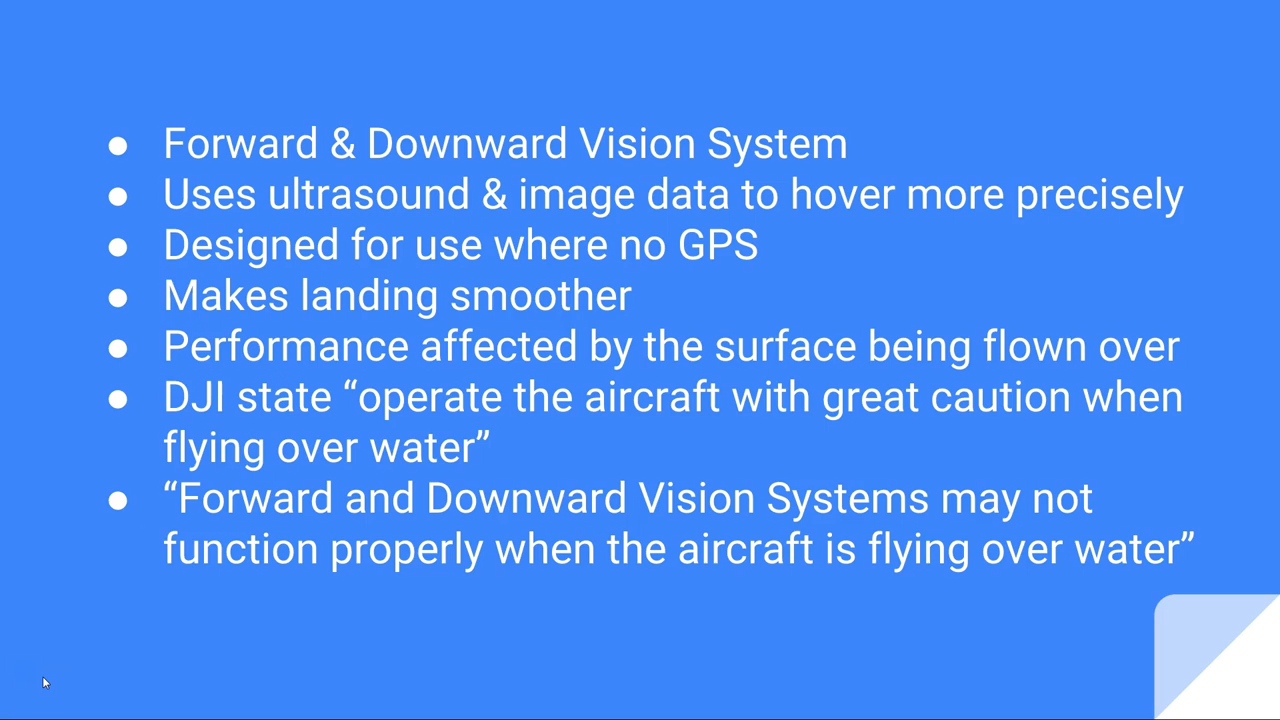 ● Forward & Downward Vision System
● Uses ultrasound & image data to hover more precisely
● Designed for use where no GPS
● Makes landing smoother
● Performance affected by the surface being flown over
● DJI state “operate the aircraft with great caution when
flying over water”
● “Forward and Downward Vision Systems may not
function properly when the aircraft is flying over water”